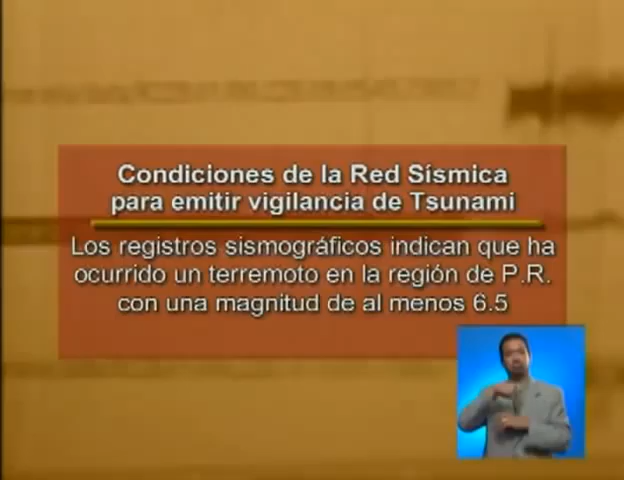 Condiciones de la Red Sísmica
para emitir vigilancia de Tsunami
Los registros sismográficos indican que ha
ocurrido un terremoto en la región de P.R.
con una magnitud de al menos 6.5